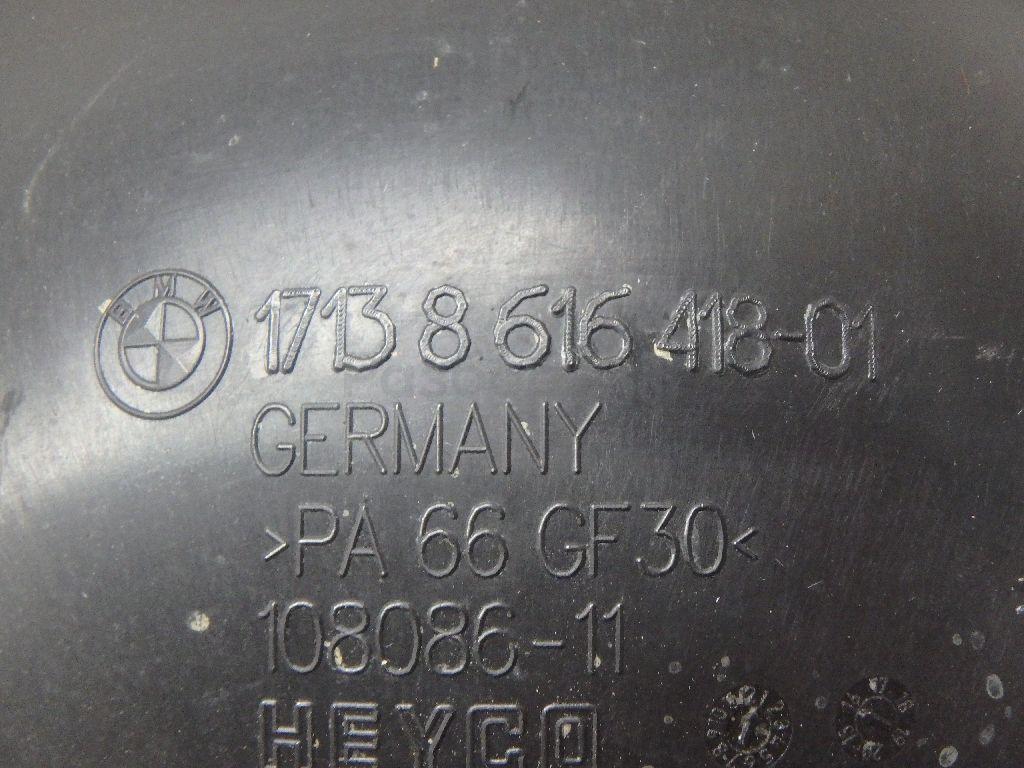 BMW 1713 8 616 418-01
GERMANY
>PA 66 GF30<
108086-11
HEYCO